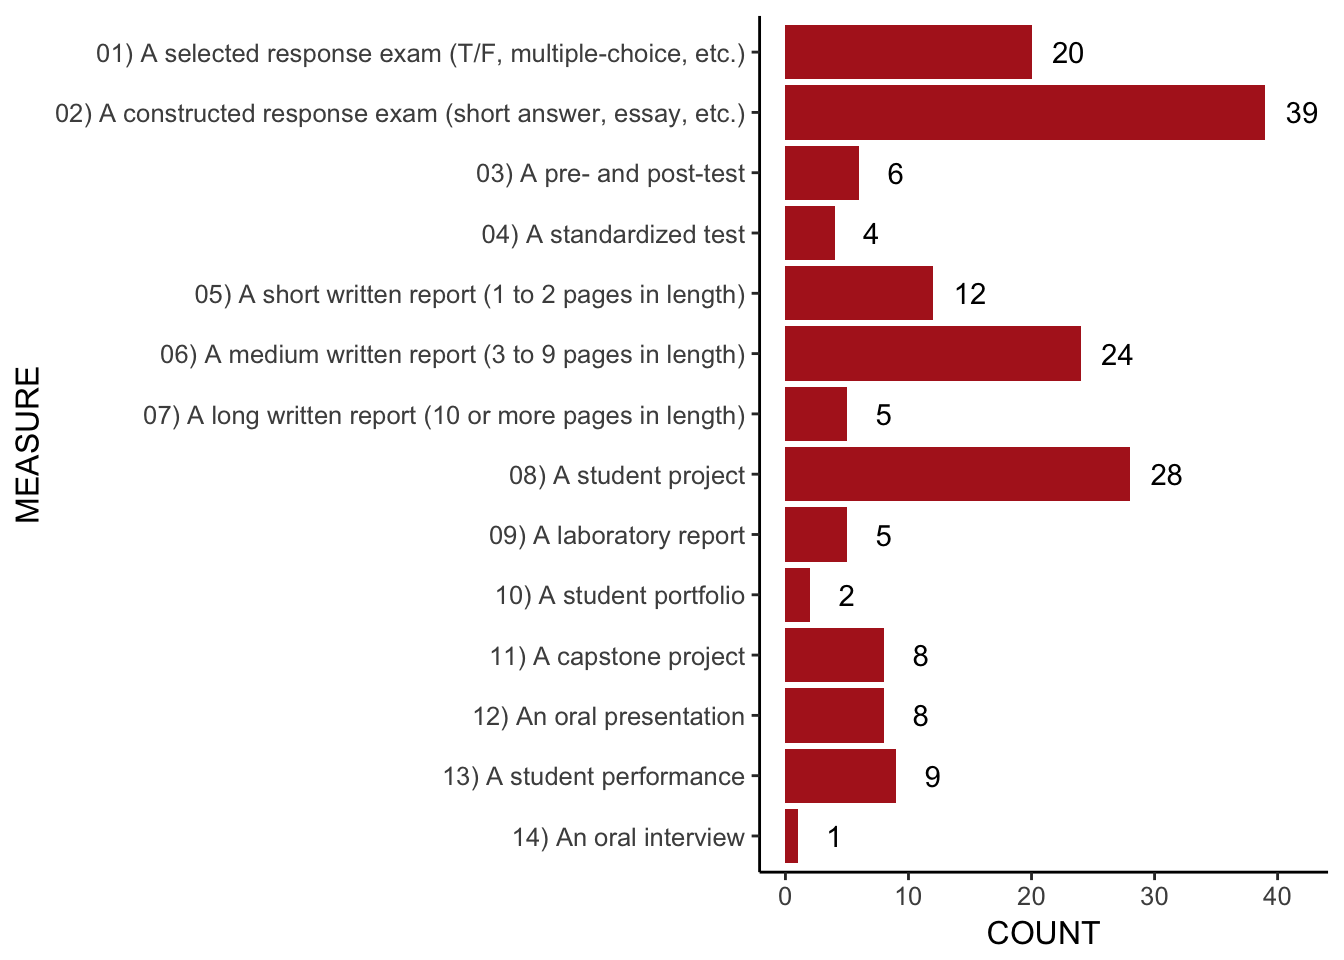 01) A selected response exam (T/F, multiple-choice, etc.) 20
02) A constructed response exam (short answer, essay, etc.) 39
03) A pre- and post-test 6
04) A standardized test 4
05) A short written report (1 to 2 pages in length) 12
06) A medium written report (3 to 9 pages in length) 24
07) A long written report (10 or more pages in length) 5
08) A student project 28
09) A laboratory report 5
10) A student portfolio 2
11) A capstone project 8
12) An oral presentation 8
13) A student performance 9
14) An oral interview 1
MEASURE
0 10 20 30 40
COUNT